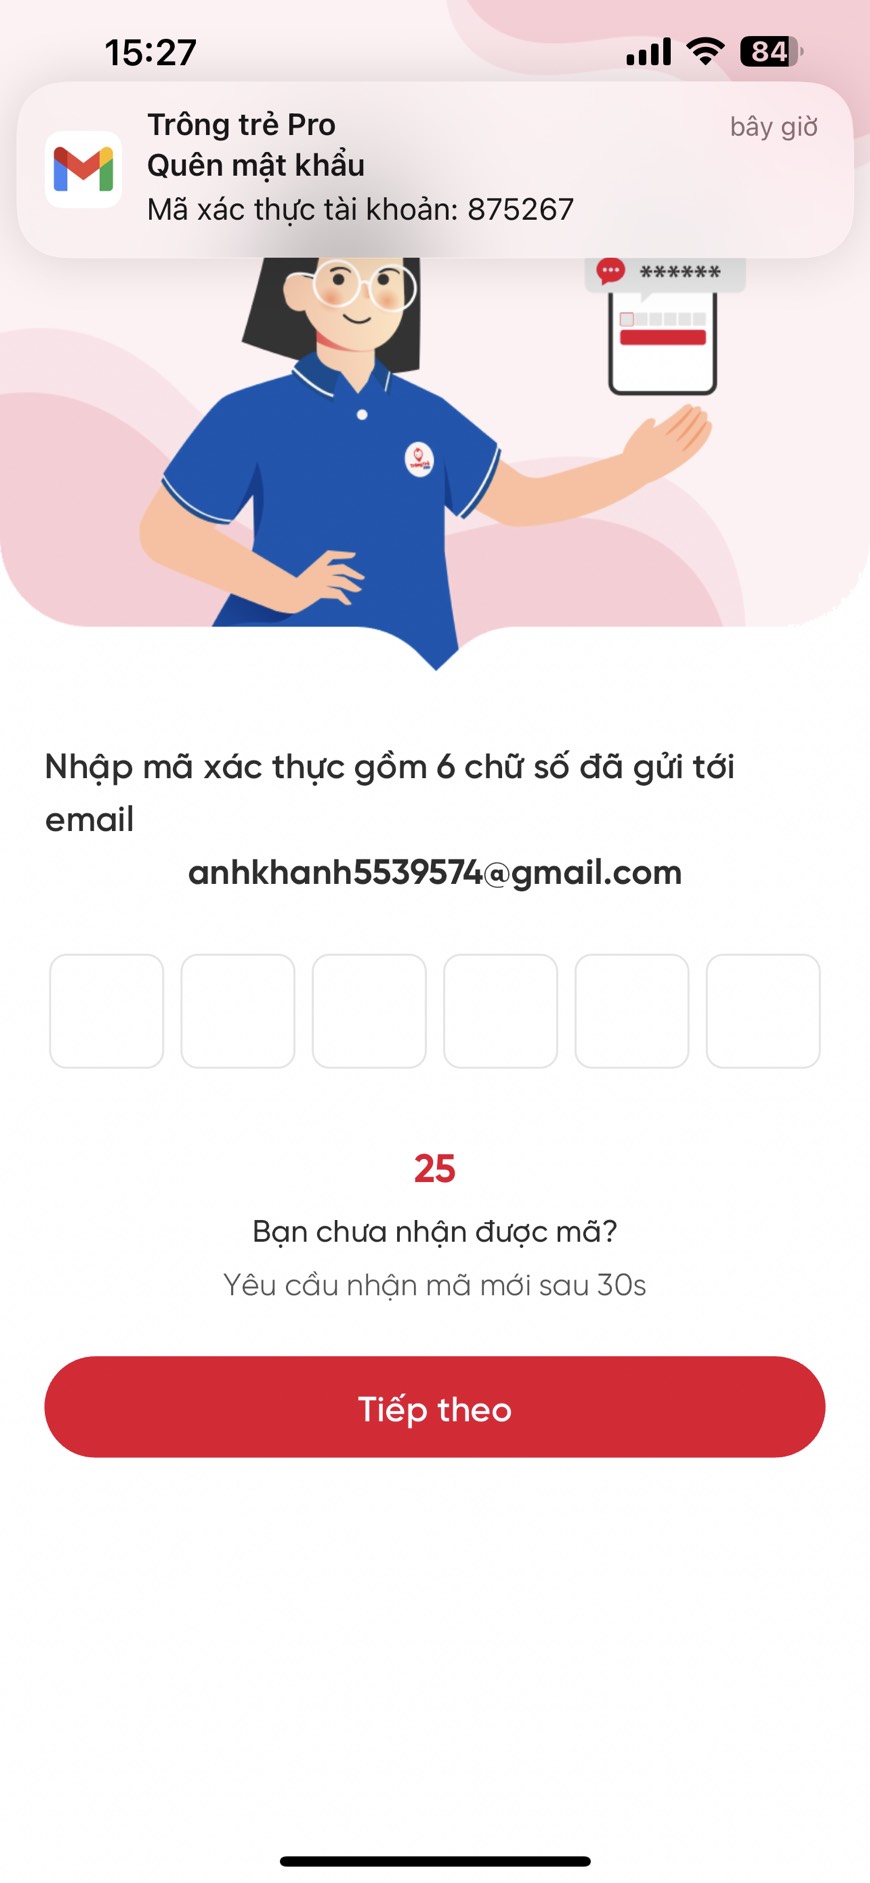 15:27
84
Trông trẻ Pro
bây giờ
Quên mật khẩu
Mã xác thực tài khoản: 875267
******
Nhập mã xác thực gồm 6 chữ số đã gửi tới
email
anhkhanh5539574@gmail.com
25
Bạn chưa nhận được mã?
Yêu cầu nhận mã mới sau 30s
Tiếp theo